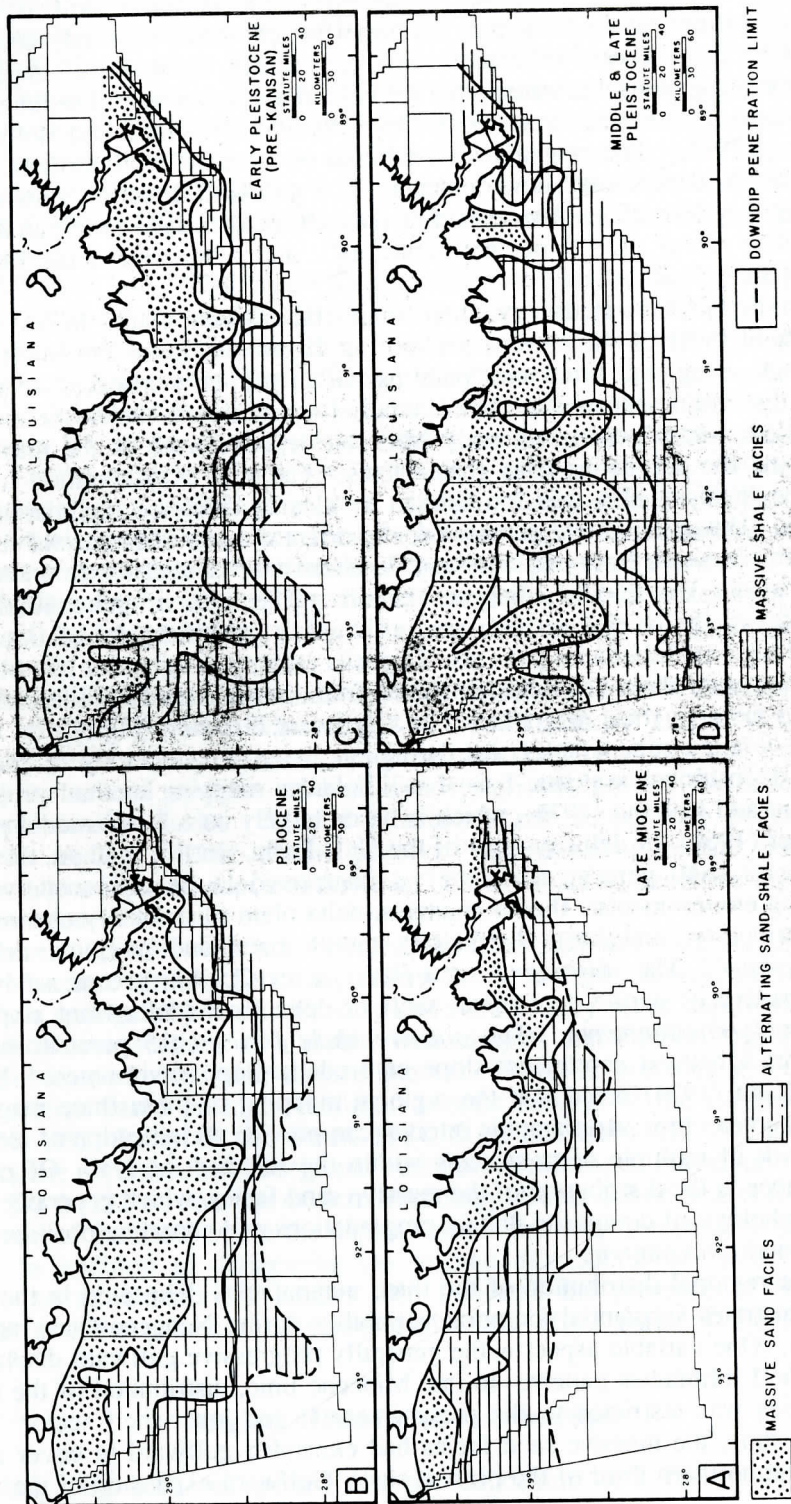 B
LOUISIANA
PLIOCENE
STATUTE MILES
0 20 40
KILOMETERS
0 30 60
29°
28°
93° 92° 91° 90° 89°
C
LOUISIANA
EARLY PLEISTOCENE
(PRE-KANSAN)
STATUTE MILES
0 20 40
KILOMETERS
0 30 60
29°
28°
93° 92° 91° 90° 89°
A
LOUISIANA
LATE MIOCENE
STATUTE MILES
0 20 40
KILOMETERS
0 30 60
29°
28°
93° 92° 91° 90° 89°
D
LOUISIANA
MIDDLE & LATE
PLEISTOCENE
STATUTE MILES
0 20 40
KILOMETERS
0 30 60
29°
28°
93° 92° 91° 90° 89°
MASSIVE SAND FACIES
ALTERNATING SAND-SHALE FACIES
MASSIVE SHALE FACIES
DOWNDIP PENETRATION LIMIT